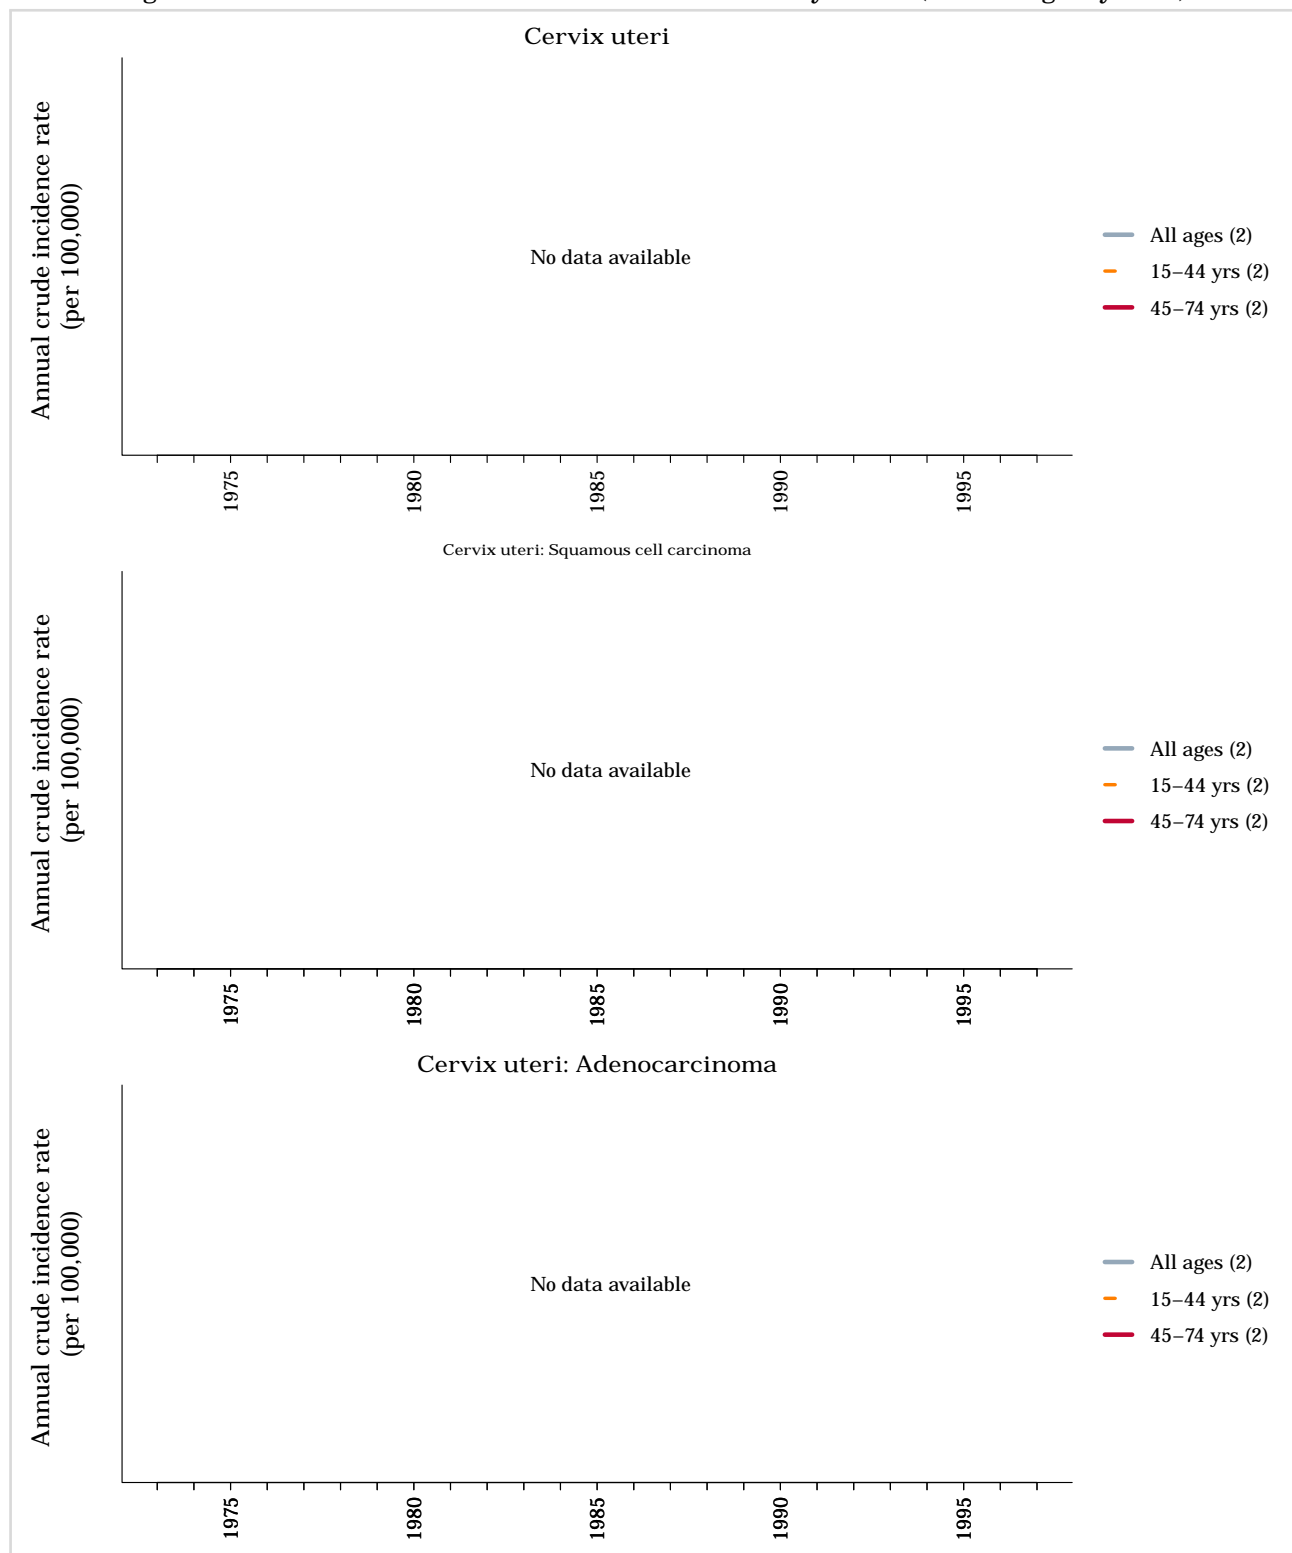 Cervix uteri
Annual crude incidence rate
(per 100,000)
No data available
All ages (2)
15–44 yrs (2)
45–74 yrs (2)
1975
1980
1985
1990
1995
Cervix uteri: Squamous cell carcinoma
Annual crude incidence rate
(per 100,000)
No data available
All ages (2)
15–44 yrs (2)
45–74 yrs (2)
1975
1980
1985
1990
1995
Cervix uteri: Adenocarcinoma
Annual crude incidence rate
(per 100,000)
No data available
All ages (2)
15–44 yrs (2)
45–74 yrs (2)
1975
1980
1985
1990
1995